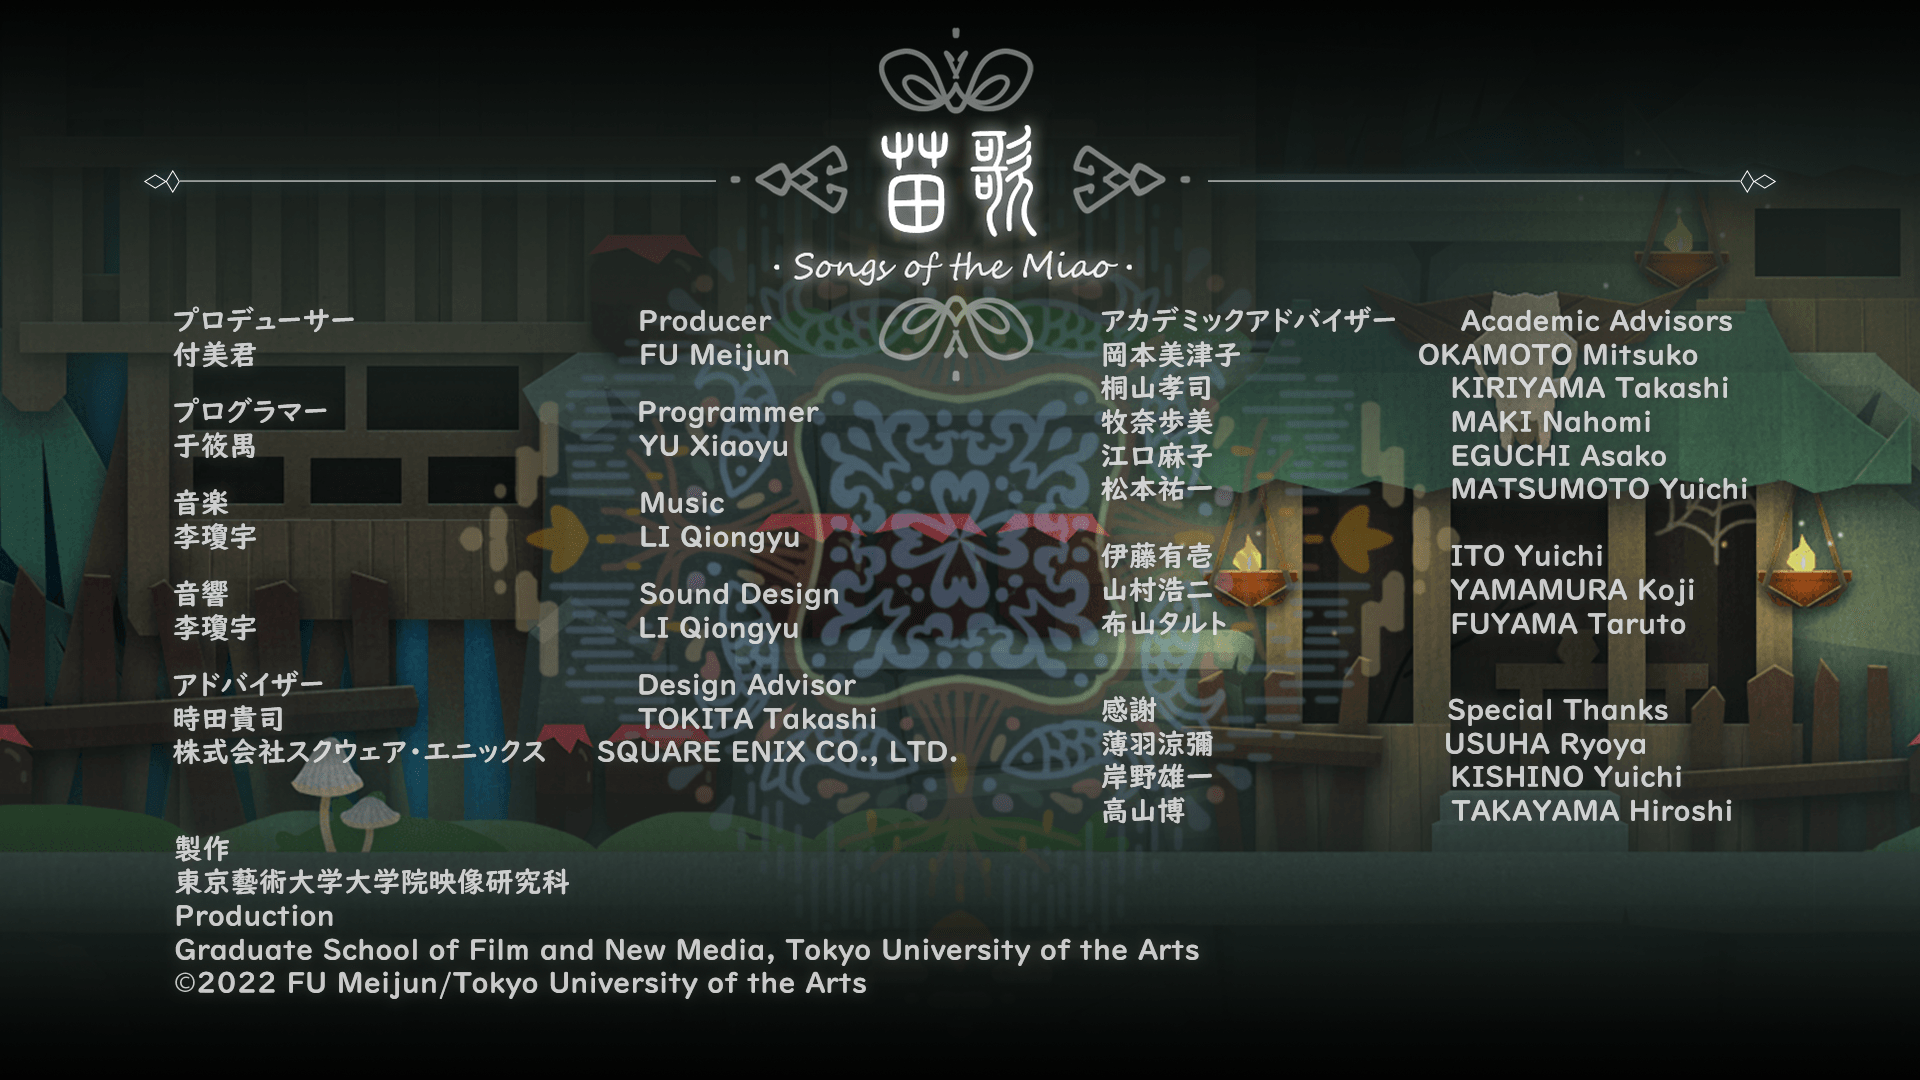 苗歌
·Songs of the Miao·
プロデューサー Producer
付美君 FU Meijun
プログラマー Programmer
于筱禺 YU Xiaoyu
音楽 Music
李瓊宇 LI Qiongyu
音響 Sound Design
李瓊宇 LI Qiongyu
アドバイザー Design Advisor
時田貴司 TOKITA Takashi
株式会社スクウェア・エニックス SQUARE ENIX CO., LTD.
製作
東京藝術大学大学院映像研究科
Production
Graduate School of Film and New Media, Tokyo University of the Arts
©2022 FU Meijun/Tokyo University of the Arts
アカデミックアドバイザー Academic Advisors
岡本美津子 OKAMOTO Mitsuko
桐山孝司 KIRIYAMA Takashi
牧奈歩美 MAKI Nahomi
江口麻子 EGUCHI Asako
松本祐一 MATSUMOTO Yuichi
伊藤有壱 ITO Yuichi
山村浩二 YAMAMURA Koji
布山タルト FUYAMA Taruto
感謝 Special Thanks
薄羽涼彌 USUHA Ryoya
岸野雄一 KISHINO Yuichi
高山博 TAKAYAMA Hiroshi